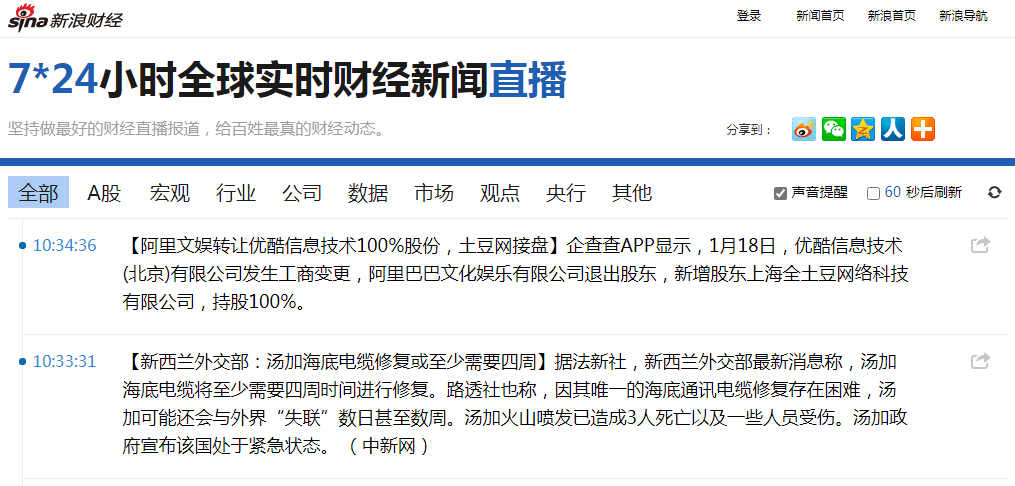 sina新浪财经
登录 新闻首页 新浪首页 新浪导航
7*24小时全球实时财经新闻直播
坚持做最好的财经直播报道，给百姓最真的财经动态。
分享到：
全部 A股 宏观 行业 公司 数据 市场 观点 央行 其他
声音提醒 60 秒后刷新
10:34:36
【阿里文娱转让优酷信息技术100%股份，土豆网接盘】企查查APP显示，1月18日，优酷信息技术
(北京)有限公司发生工商变更，阿里巴巴文化娱乐有限公司退出股东，新增股东上海全土豆网络科技
有限公司，持股100%。
10:33:31
【新西兰外交部：汤加海底电缆修复或至少需要四周】据法新社，新西兰外交部最新消息称，汤加
海底电缆将至少需要四周时间进行修复。路透社也称，因其唯一的海底通讯电缆修复存在困难，汤
加可能还会与外界“失联”数日甚至数周。汤加火山喷发已造成3人死亡以及一些人员受伤。汤加政
府宣布该国处于紧急状态。（中新网）